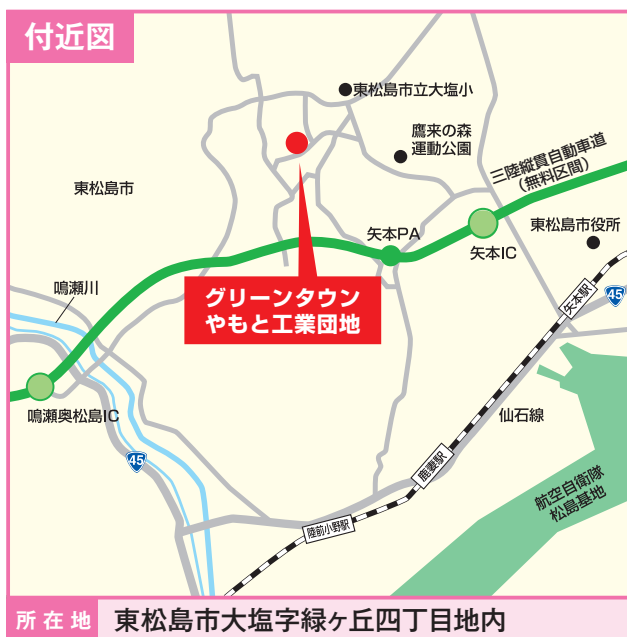 付近図
東松島市立大塩小
鷹来の森
運動公園
三陸縦貫自動車道
（無料区間）
東松島市
矢本PA
矢本IC
東松島市役所
鳴瀬川
グリーンタウン
やもと工業団地
矢本駅
45
鳴瀬奥松島IC
仙石線
45
鹿妻駅
航空自衛隊
松島基地
陸前小野駅
所在地 東松島市大塩字緑ヶ丘四丁目地内